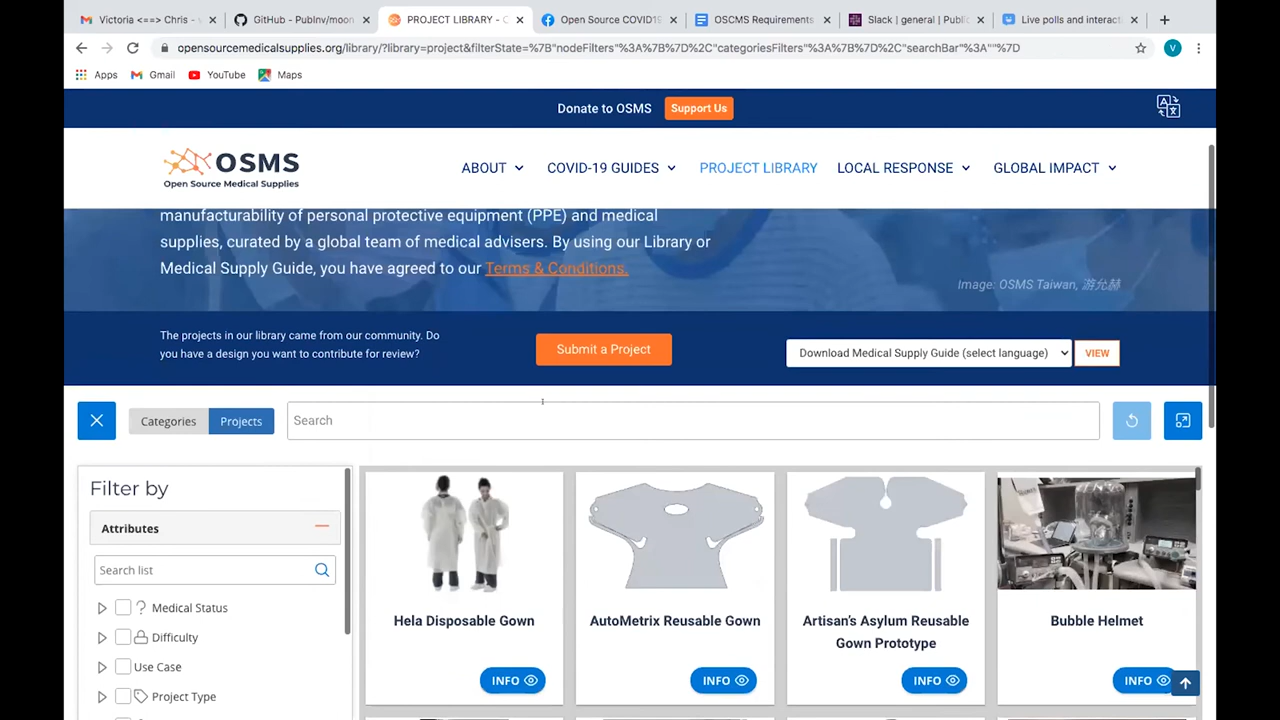 Victoria <==> Chris -
GitHub - PubInv/moon
PROJECT LIBRARY - C
Open Source COVID19
OSCMS Requirements
Slack | general | Public
Live polls and interact
opensourcemedicalsupplies.org/library/?library=project&filterState=%7B"nodeFilters"%3A%7B%7D%2C"categoriesFilters"%3A%7B%7D%2C"searchBar"%3A""%7D
V
Apps
Gmail
YouTube
Maps
Donate to OSMS
Support Us
OSMS
Open Source Medical Supplies
ABOUT
COVID-19 GUIDES
PROJECT LIBRARY
LOCAL RESPONSE
GLOBAL IMPACT
manufacturability of personal protective equipment (PPE) and medical
supplies, curated by a global team of medical advisers. By using our Library or
Medical Supply Guide, you have agreed to our Terms & Conditions.
Image: OSMS Taiwan, 游允赫
The projects in our library came from our community. Do
you have a design you want to contribute for review?
Submit a Project
Download Medical Supply Guide (select language)
VIEW
Categories
Projects
Search
Filter by
Attributes
Search list
Medical Status
Difficulty
Use Case
Project Type
Hela Disposable Gown
INFO
AutoMetrix Reusable Gown
INFO
Artisan's Asylum Reusable
Gown Prototype
INFO
Bubble Helmet
INFO